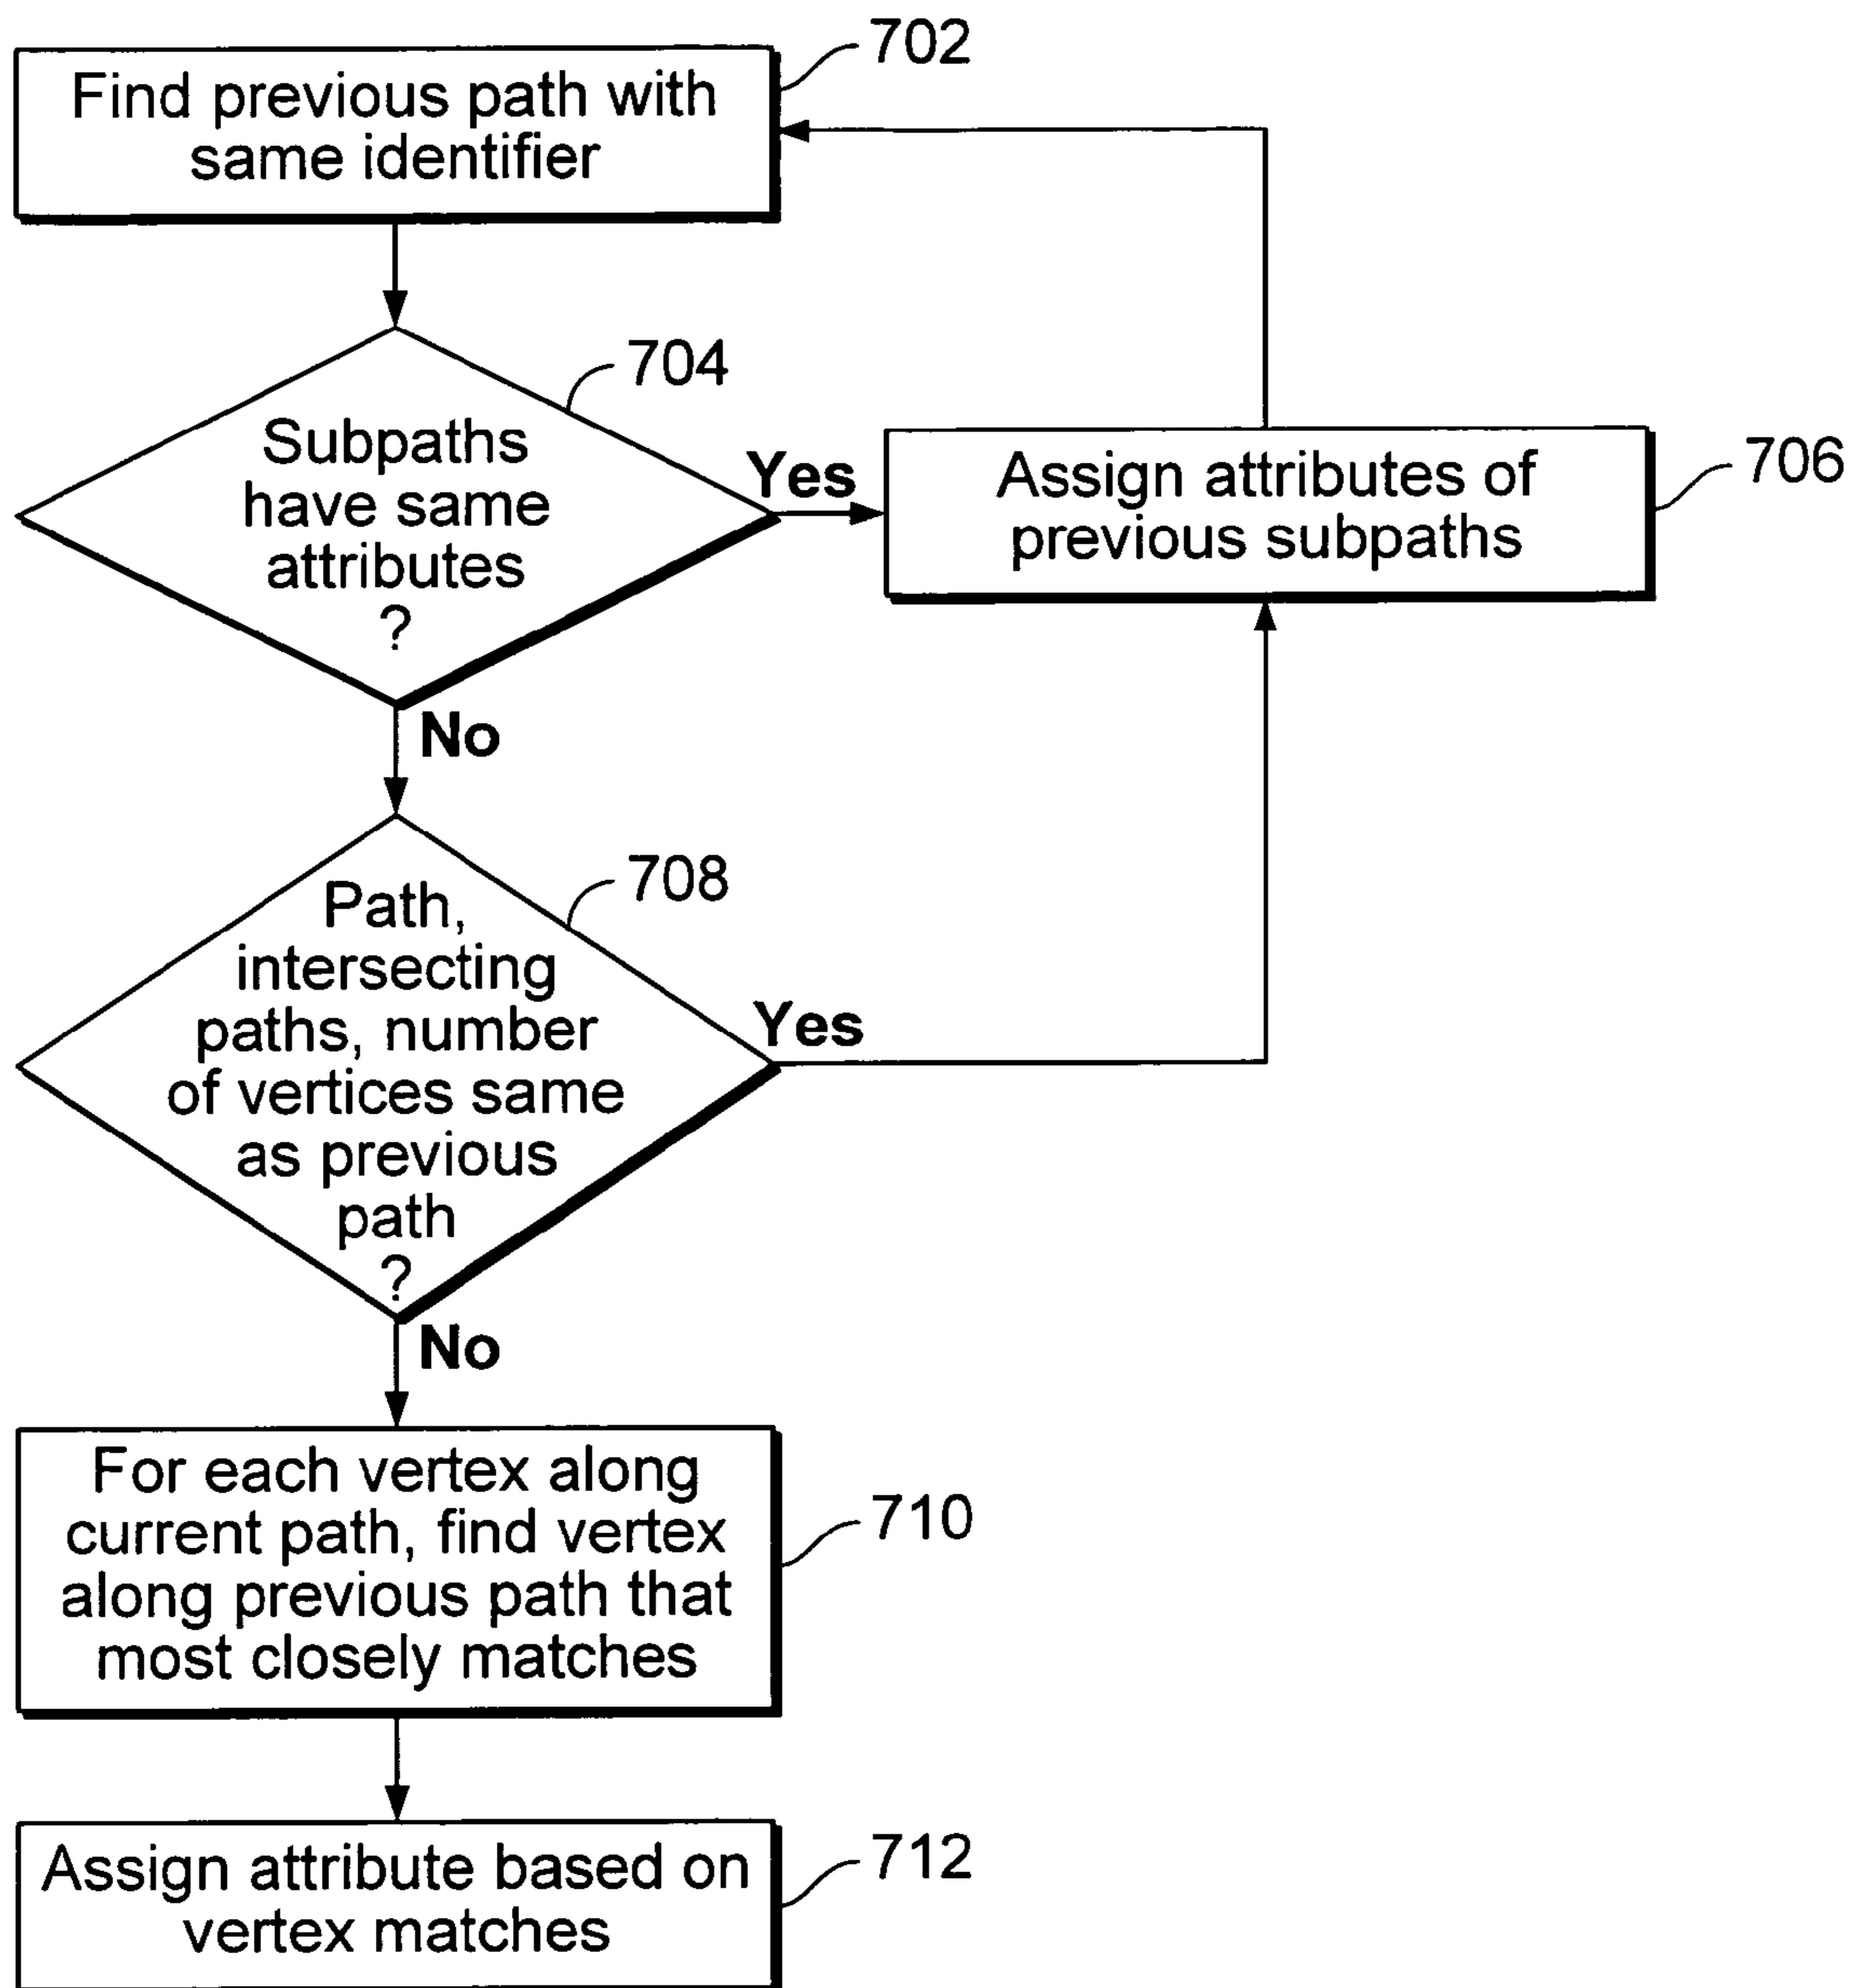 702
Find previous path with
same identifier
704
Subpaths
have same
attributes
?
Yes
Assign attributes of
previous subpaths
706
No
708
Path,
intersecting
paths, number
of vertices same
as previous
path
?
Yes
No
For each vertex along
current path, find vertex
along previous path that
most closely matches
710
Assign attribute based on
vertex matches
712